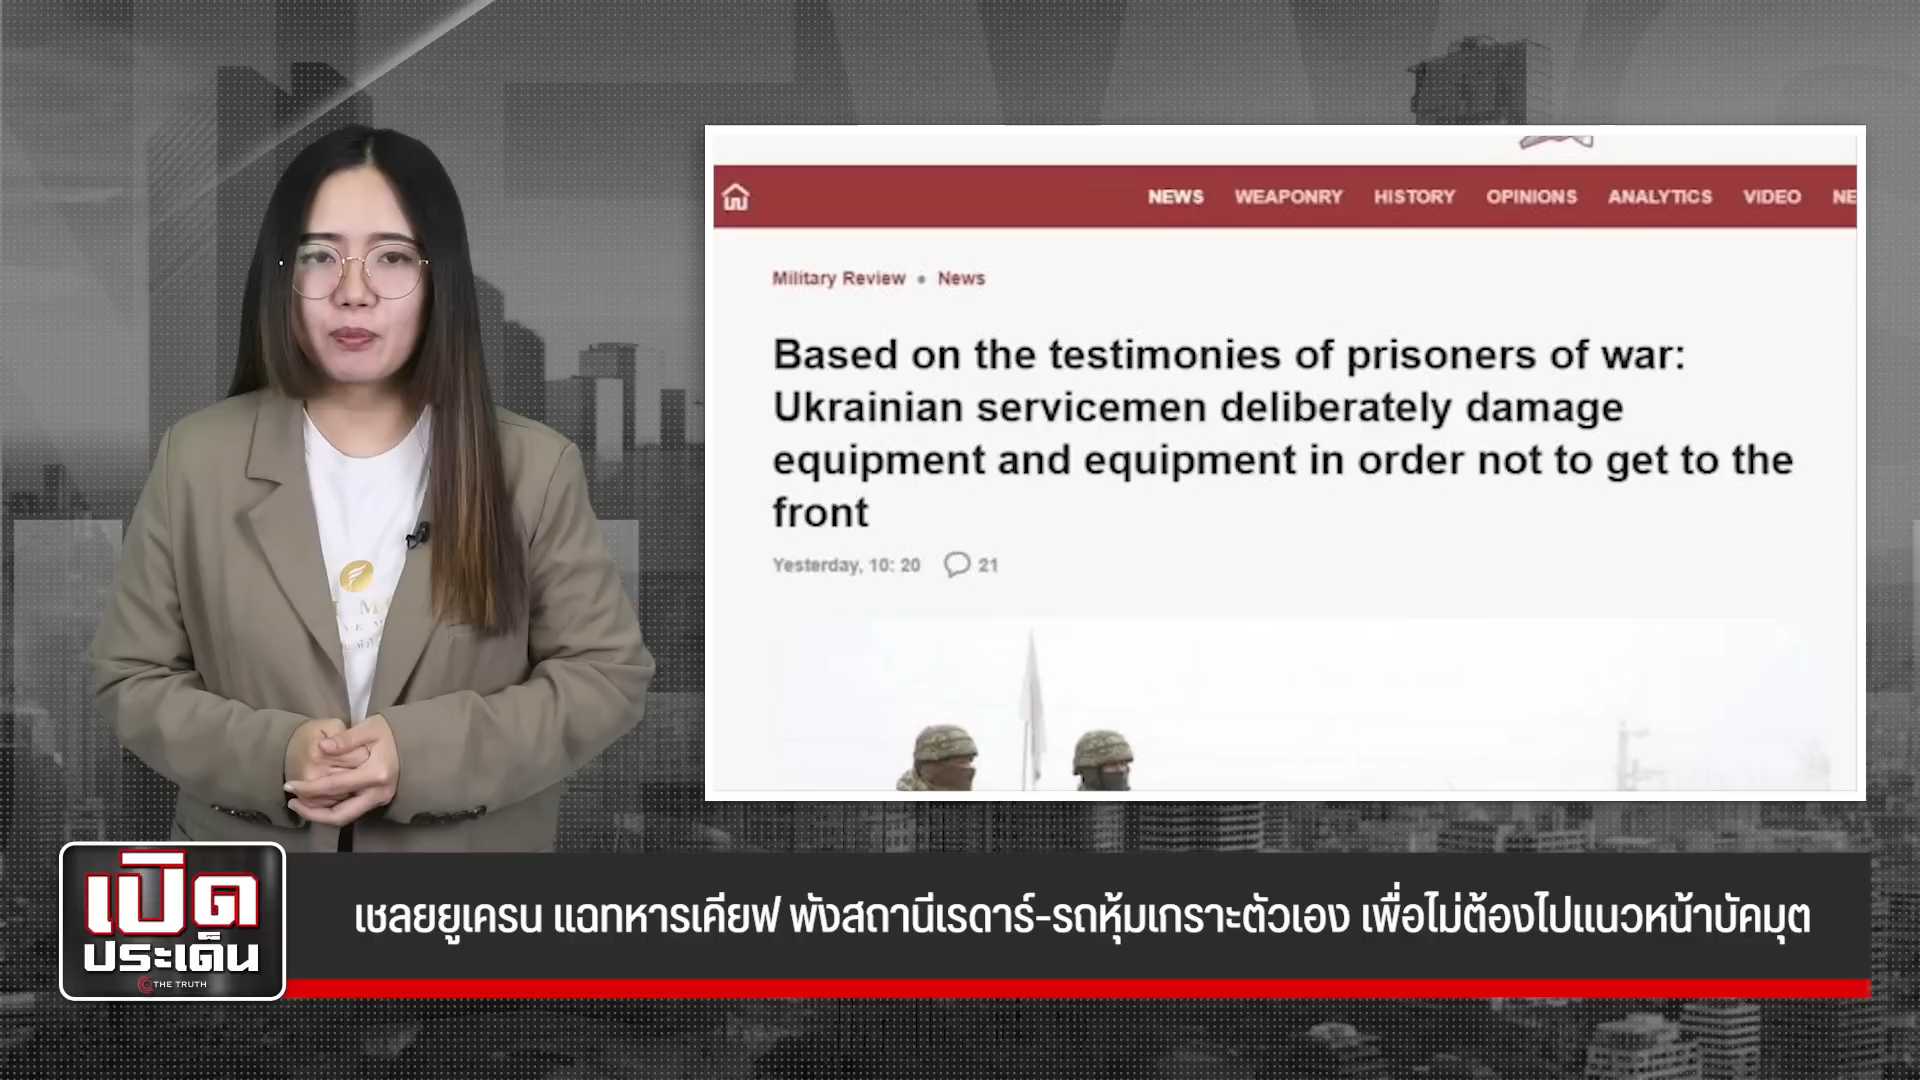 NEWS WEAPONRY HISTORY OPINIONS ANALYTICS VIDEO NE
Military Review • News
Based on the testimonies of prisoners of war:
Ukrainian servicemen deliberately damage
equipment and equipment in order not to get to the
front
Yesterday, 10: 20 21
เปิด
ประเด็น
THE TRUTH
เชลยยูเครน แฉทหารเคียฟ พังสถานีเรดาร์-รถหุ้มเกราะตัวเอง เพื่อไม่ต้องไปแนวหน้าบัคมุต